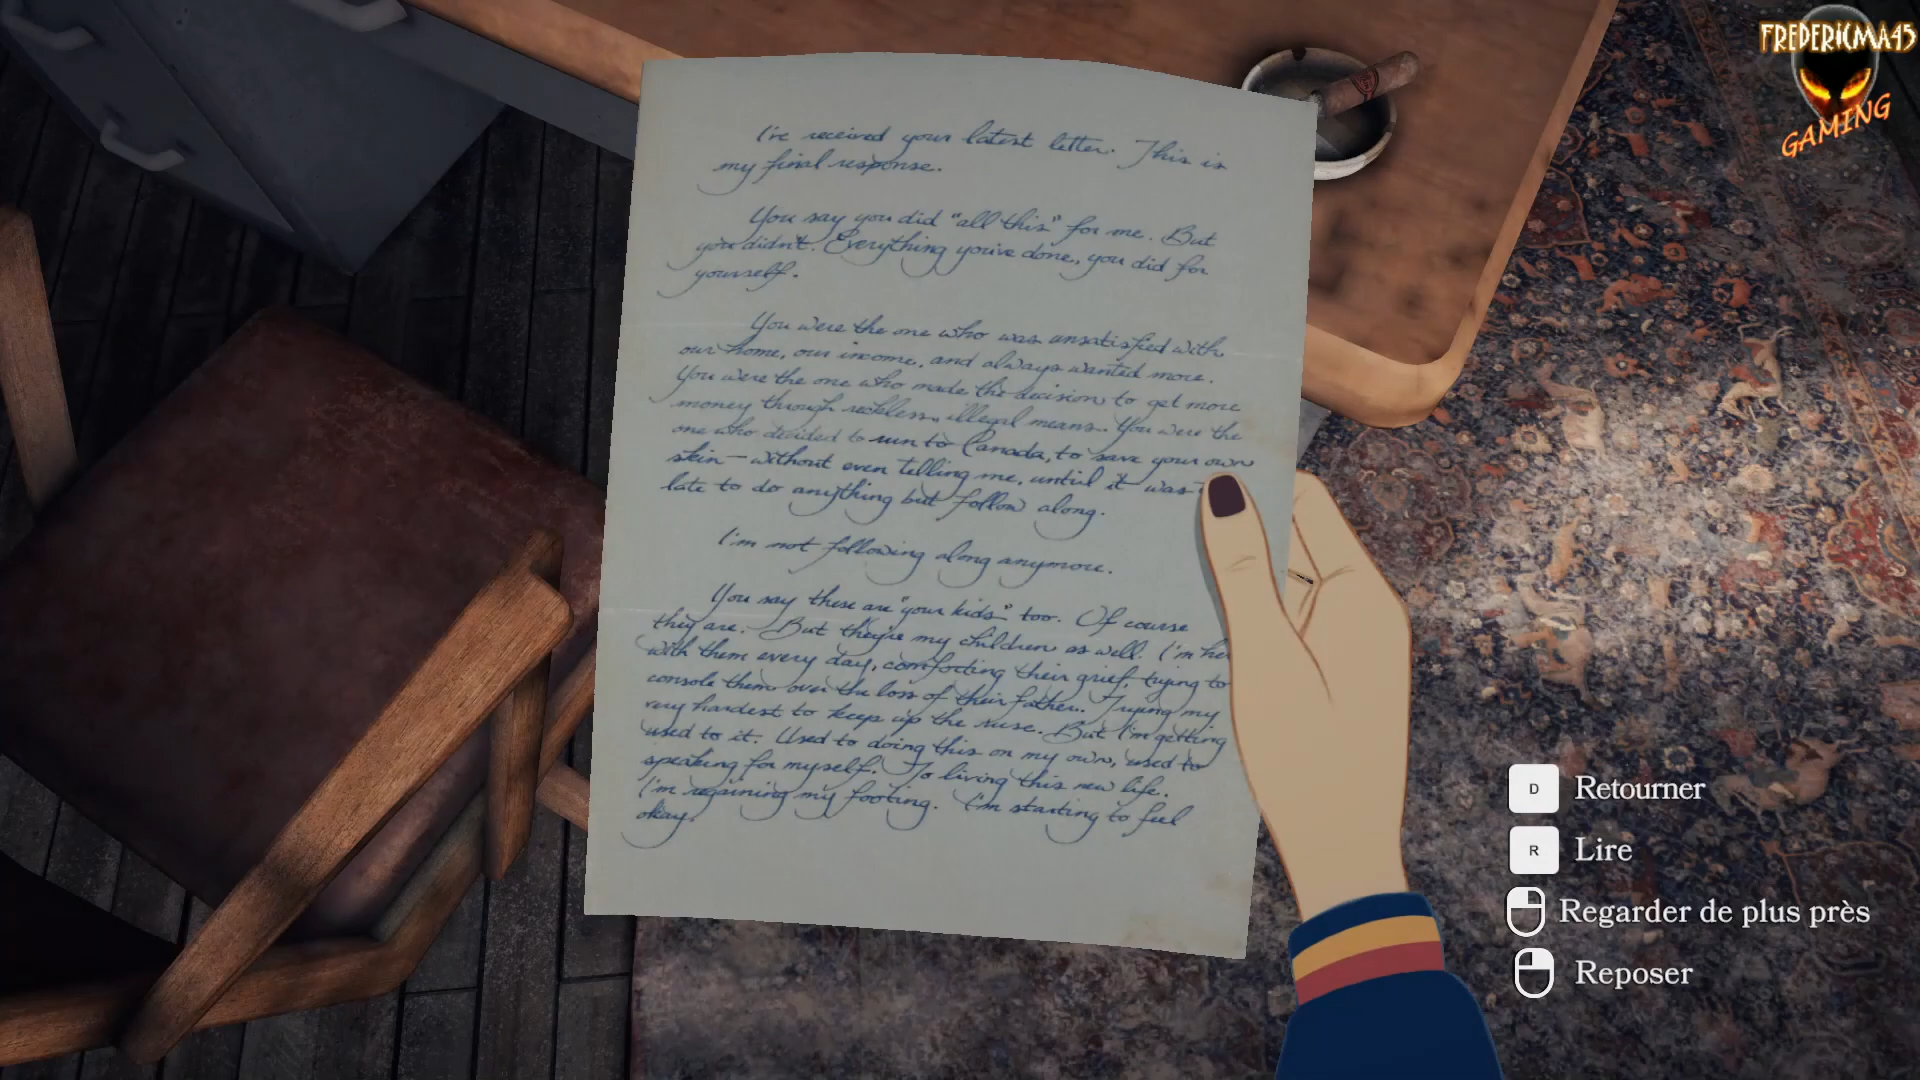 I've received your latest letter. This is
my final response.
You say you did "all this" for me. But
you didn't. Everything you've done, you did for
yourself.
You were the one who was unsatisfied with
our home, our income, and always wanted more.
You were the one who made the decision to get more
money through reckless, illegal means. You were the
one who decided to run to Canada, to save your own
skin — without even telling me, until it was
late to do anything but follow along.
I'm not following along anymore.
You say these are "your kids" too. Of course
they are. But they're my children as well. I'm he
with them every day, comforting their grief, trying to
console them over the loss of their father. Trying my
very hardest to keep up the ruse. But I'm getting
used to it. Used to doing this on my own, used to
speaking for myself. To living this new life.
I'm regaining my footing. I'm starting to feel
okay.
FREDERICMA45
GAMING
D Retourner
R Lire
Regarder de plus près
Reposer